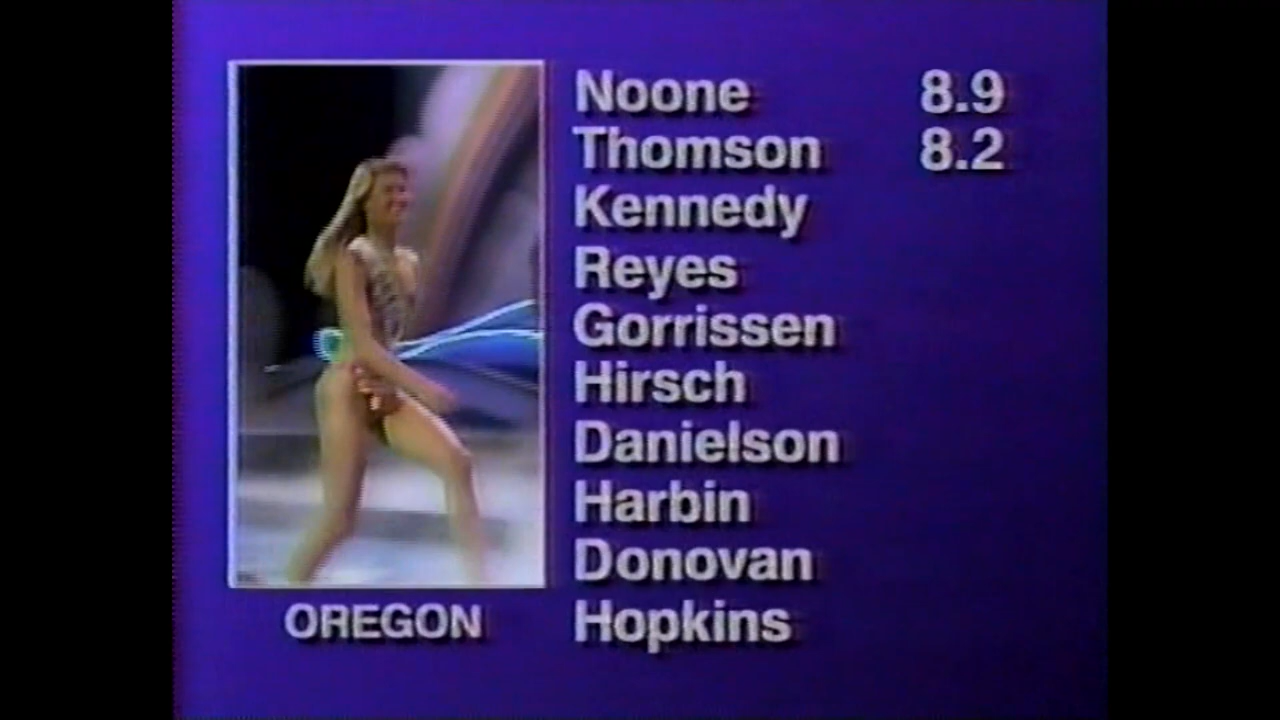 Noone 8.9
Thomson 8.2
Kennedy
Reyes
Gorrissen
Hirsch
Danielson
Harbin
Donovan
Hopkins
OREGON